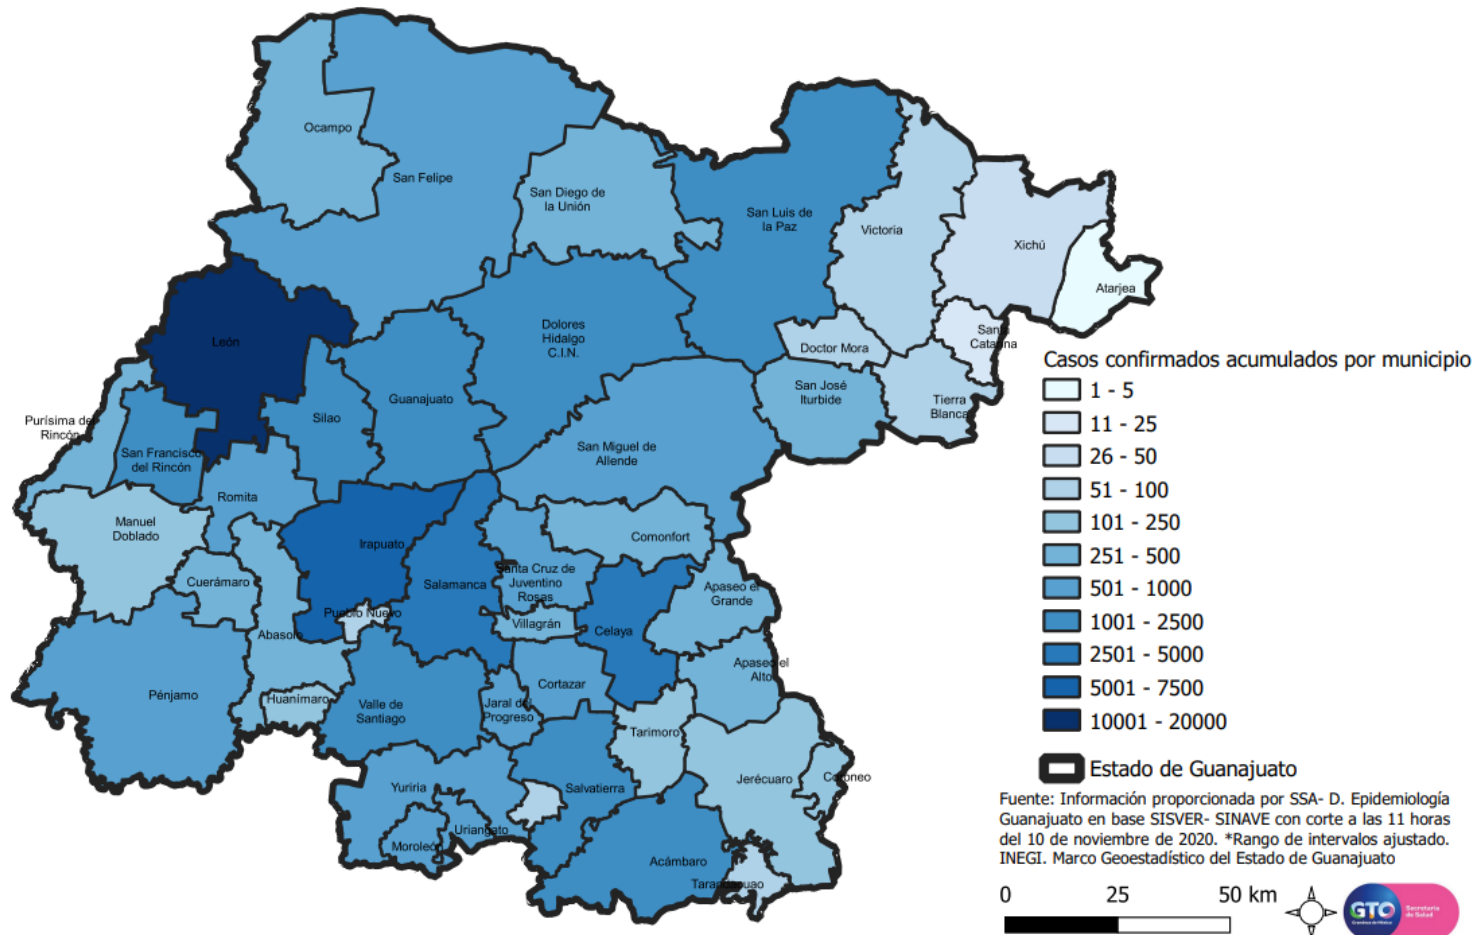 Ocampo
San Felipe
San Diego de
la Unión
San Luis de
la Paz
Victoria
Xichú
Atarjea
León
Dolores
Hidalgo
C.I.N.
Doctor Mora
Santa
Catarina
Casos confirmados acumulados por municipio
1 - 5
11 - 25
26 - 50
51 - 100
101 - 250
251 - 500
501 - 1000
1001 - 2500
2501 - 5000
5001 - 7500
10001 - 20000
Estado de Guanajuato
San José
Iturbide
Tierra
Blanca
Guanajuato
Silao
Purísima del
Rincón
San Francisco
del Rincón
San Miguel de
Allende
Romita
Manuel
Doblado
Irapuato
Comonfort
Cuerámaro
Salamanca
Santa Cruz de
Juventino
Rosas
Apaseo el
Grande
Pueblo Nuevo
Villagrán
Celaya
Abasolo
Apaseo el
Alto
Pénjamo
Huanímaro
Valle de
Santiago
Jaral del
Progreso
Cortazar
Tarimoro
Jerécuaro
Coroneo
Yuriria
Salvatierra
Uriangato
Moroleón
Acámbaro
Tarandacuao
Fuente: Información proporcionada por SSA- D. Epidemiología
Guanajuato en base SISVER- SINAVE con corte a las 11 horas
del 10 de noviembre de 2020. *Rango de intervalos ajustado.
INEGI. Marco Geoestadístico del Estado de Guanajuato
0 25 50 km
GTO
Secretaría
de Salud